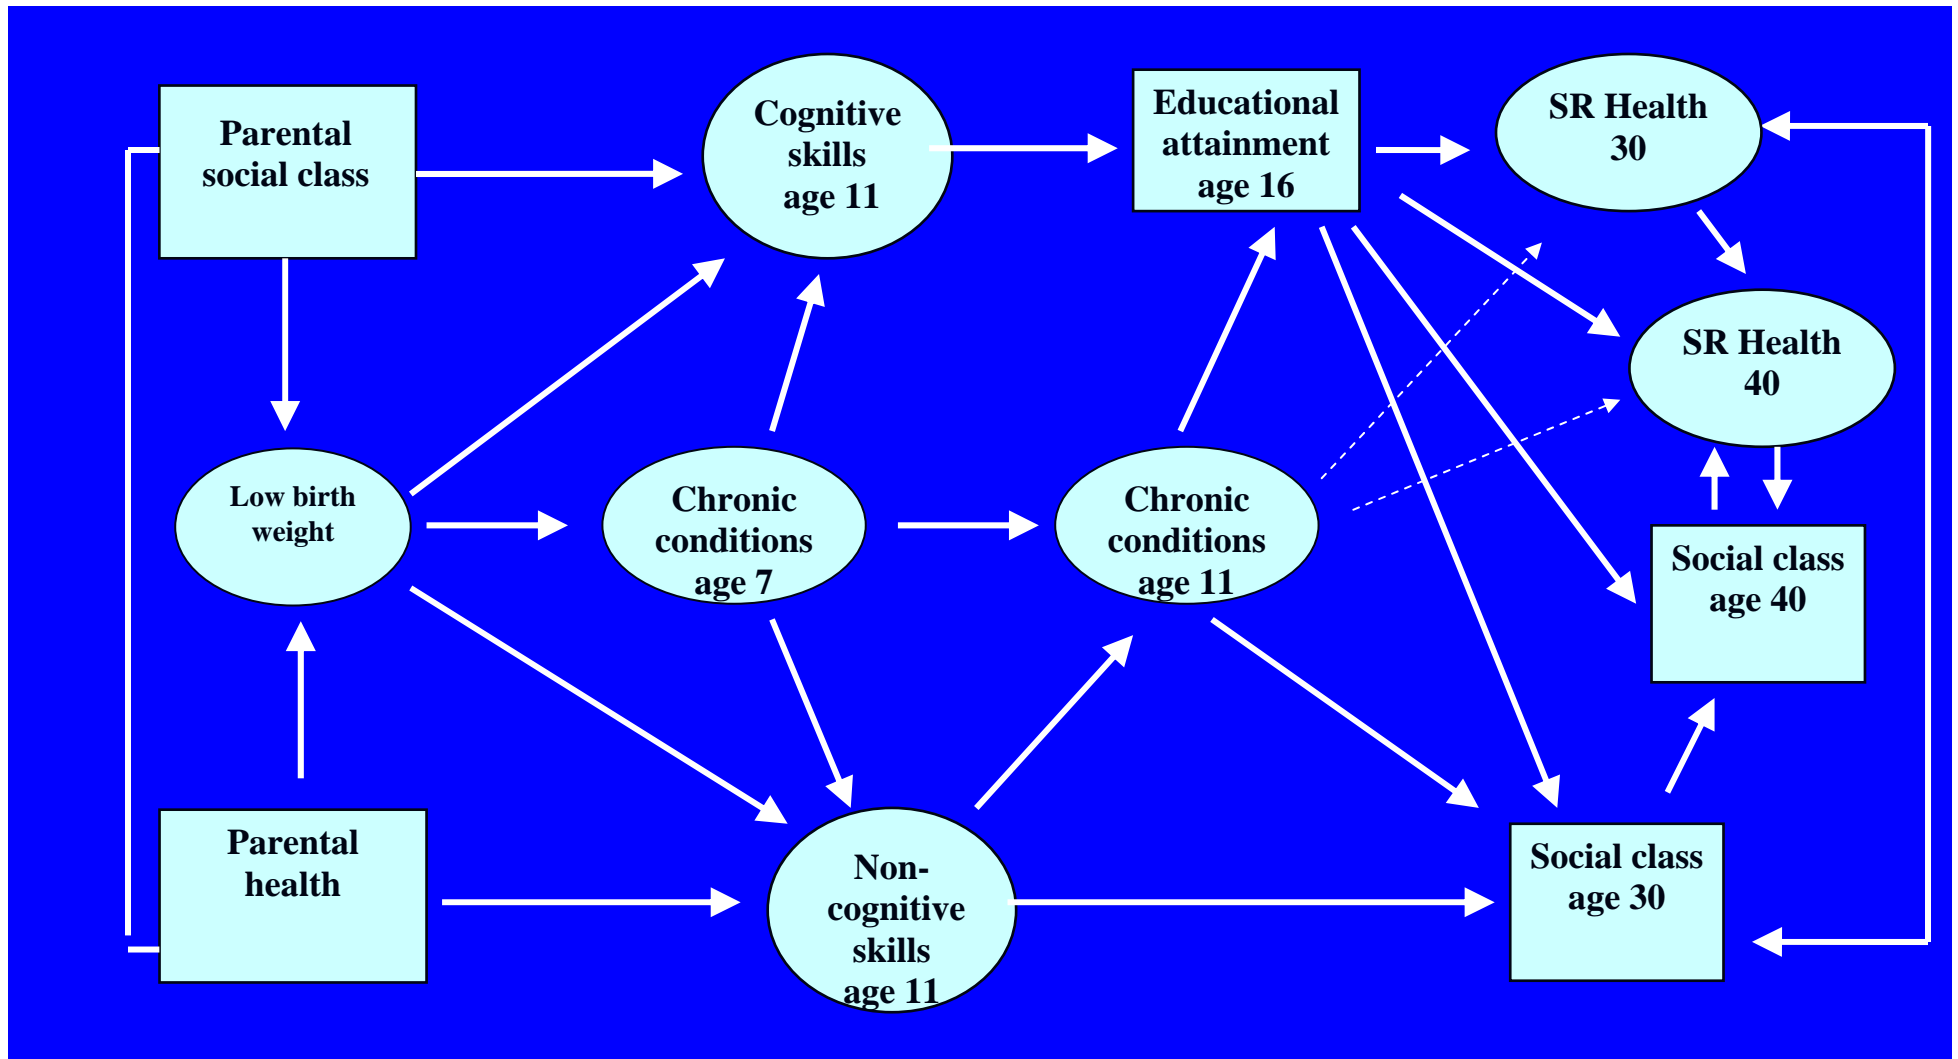 Parental
social class
Cognitive
skills
age 11
Educational
attainment
age 16
SR Health
30
SR Health
40
Low birth
weight
Chronic
conditions
age 7
Chronic
conditions
age 11
Social class
age 40
Parental
health
Non-
cognitive
skills
age 11
Social class
age 30